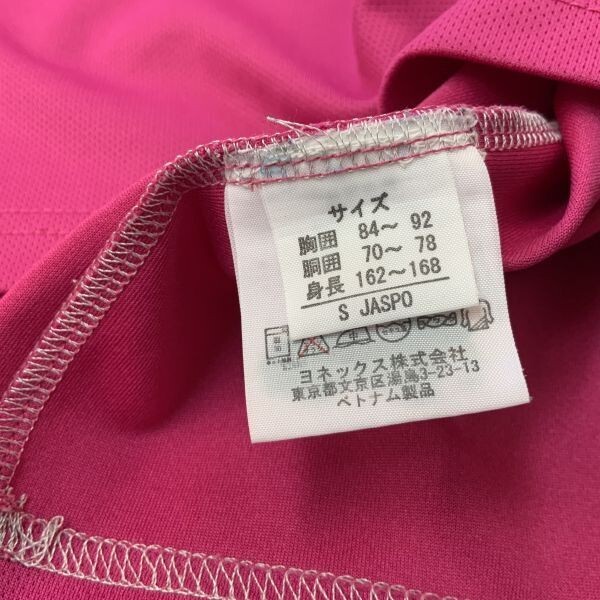 サイズ
胸囲 84～ 92
胴囲 70～ 78
身長 162～168
S JASPO
ヨネックス株式会社
東京都文京区湯島3-23-13
ベトナム製品